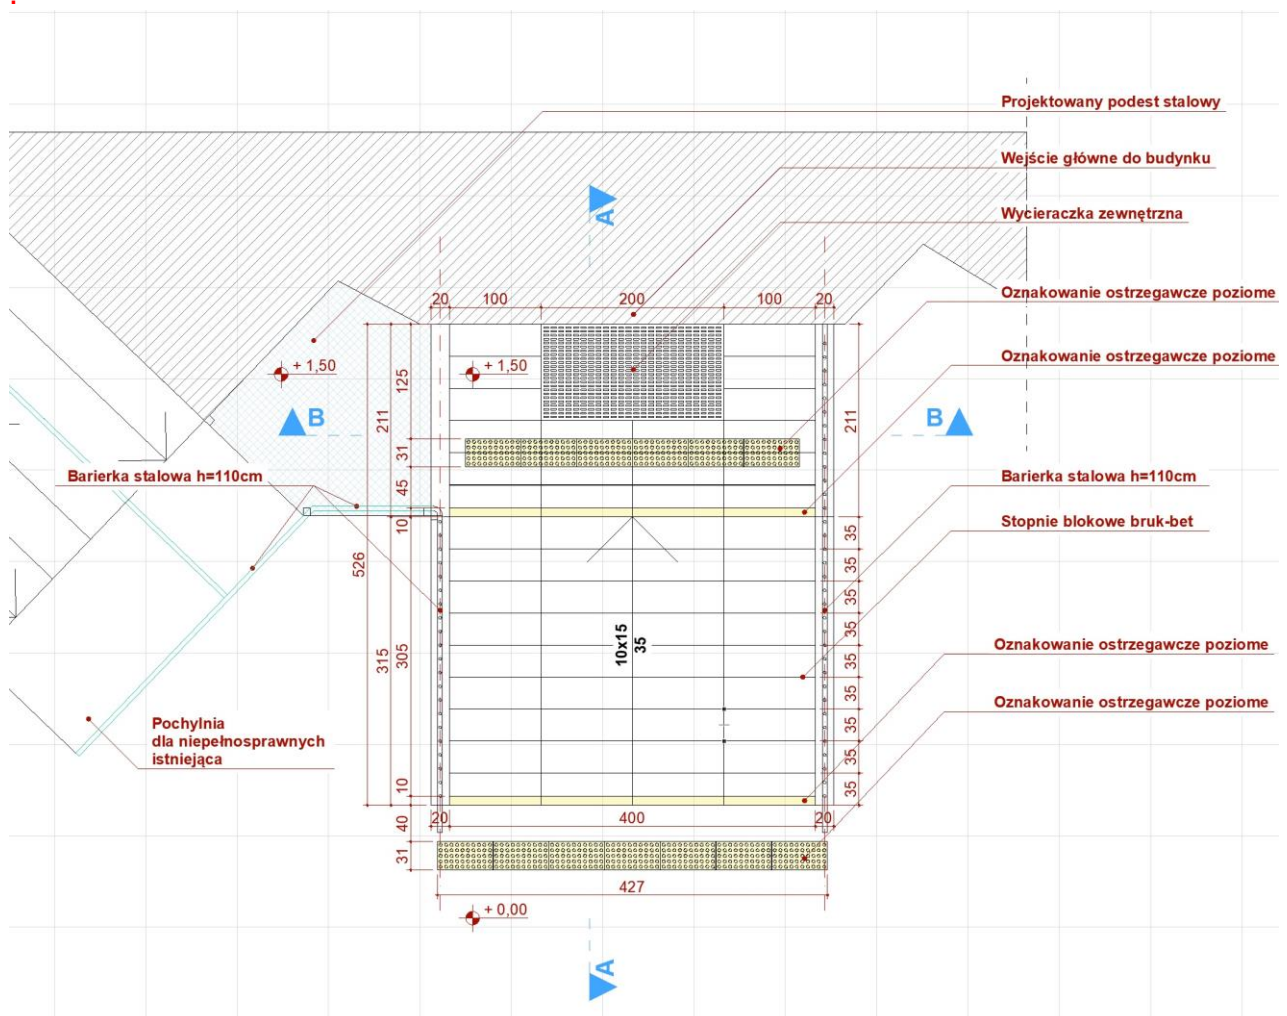 Projektowany podest stalowy
Wejście główne do budynku
A
Wycieraczka zewnętrzna
Oznakowanie ostrzegawcze poziome
20 100 200 100 20
Oznakowanie ostrzegawcze poziome
+ 1,50
+ 1,50
125
211
211
B
B
31
Barierka stalowa h=110cm
Barierka stalowa h=110cm
45
Stopnie blokowe bruk-bet
10
35
526
35
35
10x15
35
35
315
305
35
Oznakowanie ostrzegawcze poziome
35
Oznakowanie ostrzegawcze poziome
35
Pochylnia
dla niepełnosprawnych
istniejąca
35
10
35
40
20 400 20
31
427
+ 0,00
A